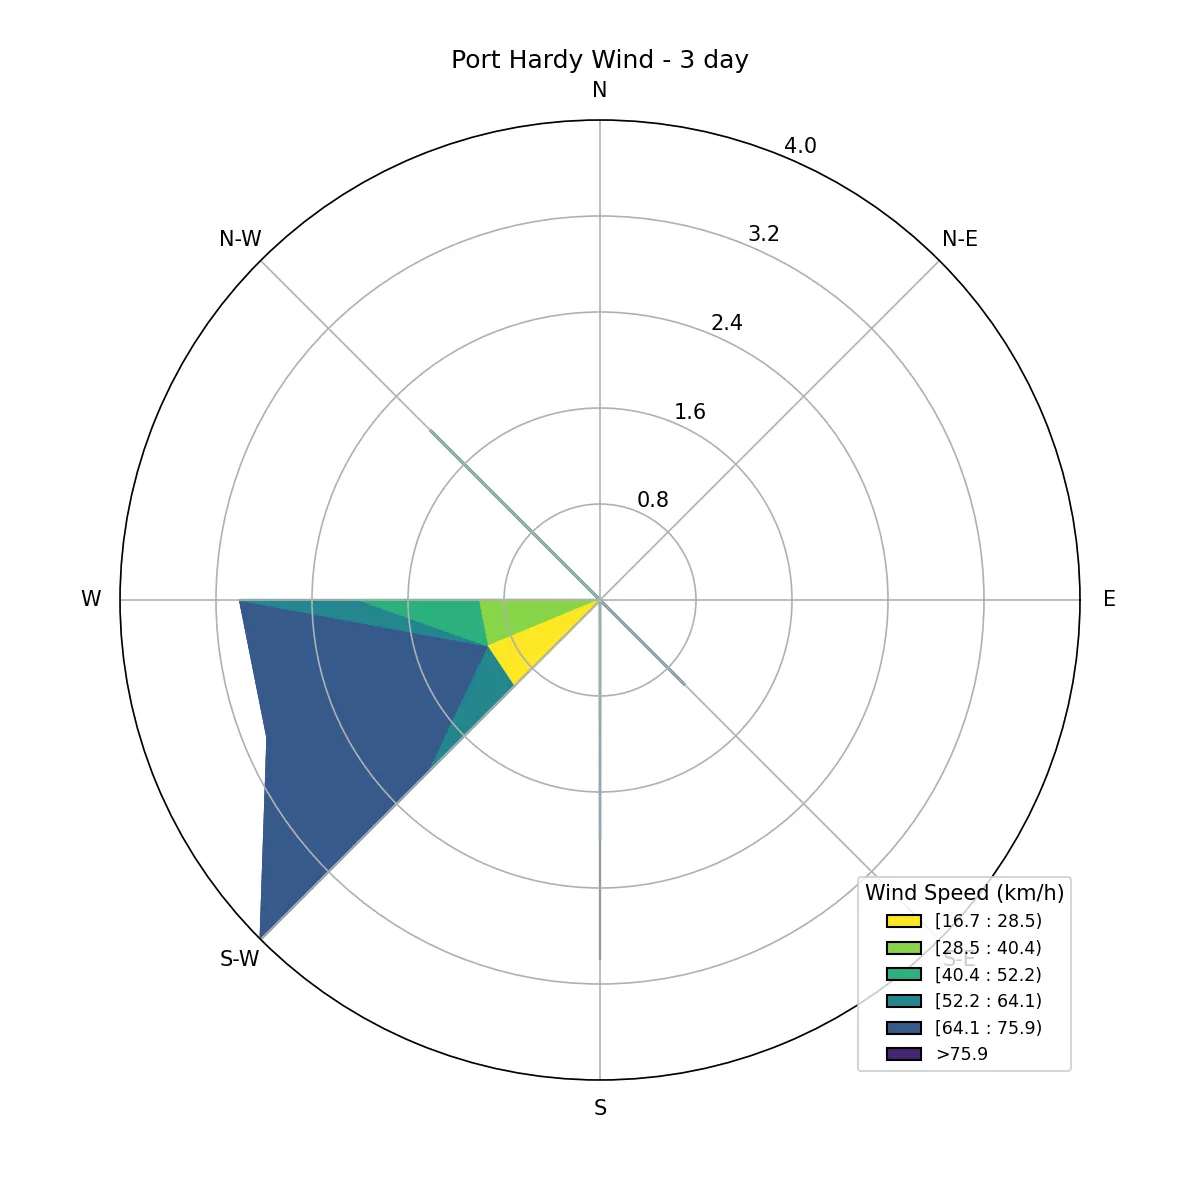 Port Hardy Wind - 3 day
N
4.0
N-W
3.2
N-E
2.4
1.6
0.8
W
E
S-W
S-E
S
Wind Speed (km/h)
[16.7 : 28.5)
[28.5 : 40.4)
[40.4 : 52.2)
[52.2 : 64.1)
[64.1 : 75.9)
>75.9